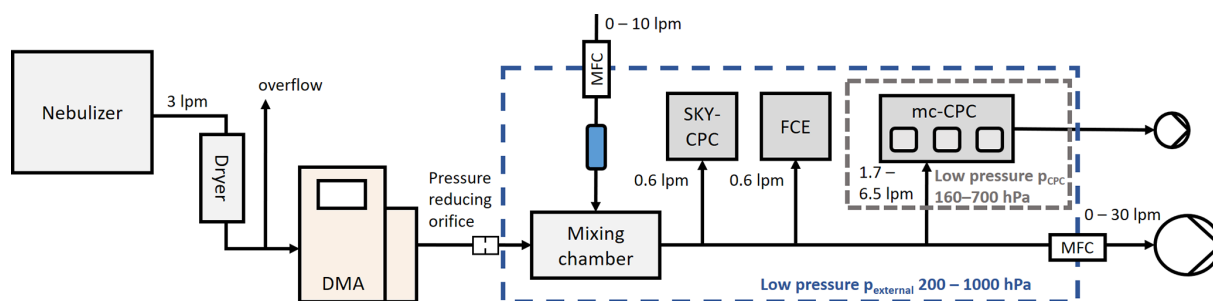 0 – 10 lpm
MFC
Nebulizer
3 lpm
overflow
Dryer
SKY-
CPC
FCE
mc-CPC
Pressure
reducing
orifice
0.6 lpm
0.6 lpm
1.7 –
6.5 lpm
Low pressure pCPC
160–700 hPa
0 – 30 lpm
Mixing
chamber
MFC
DMA
Low pressure pexternal 200 – 1000 hPa